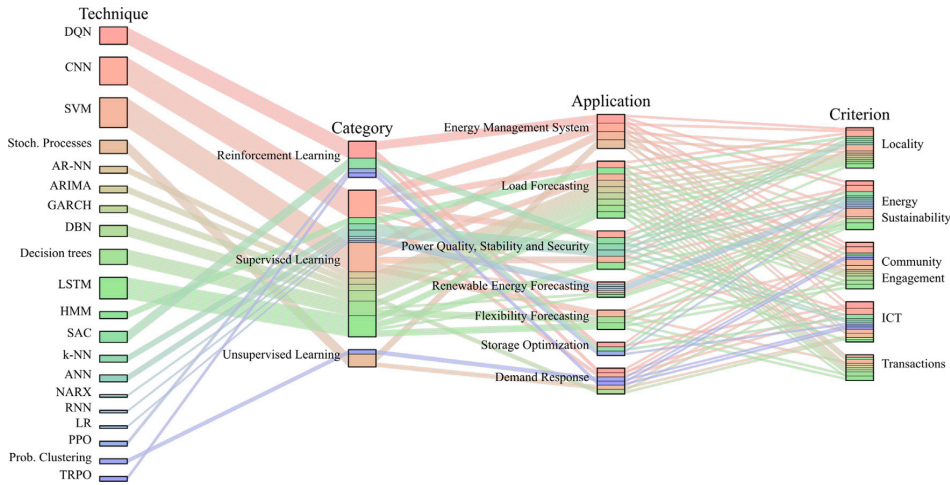 Technique
DQN
CNN
SVM
Stoch. Processes
AR-NN
ARIMA
GARCH
DBN
Decision trees
LSTM
HMM
SAC
k-NN
ANN
NARX
RNN
LR
PPO
Prob. Clustering
TRPO
Category
Reinforcement Learning
Supervised Learning
Unsupervised Learning
Application
Energy Management System
Load Forecasting
Power Quality, Stability and Security
Renewable Energy Forecasting
Flexibility Forecasting
Storage Optimization
Demand Response
Criterion
Locality
Energy
Sustainability
Community
Engagement
ICT
Transactions